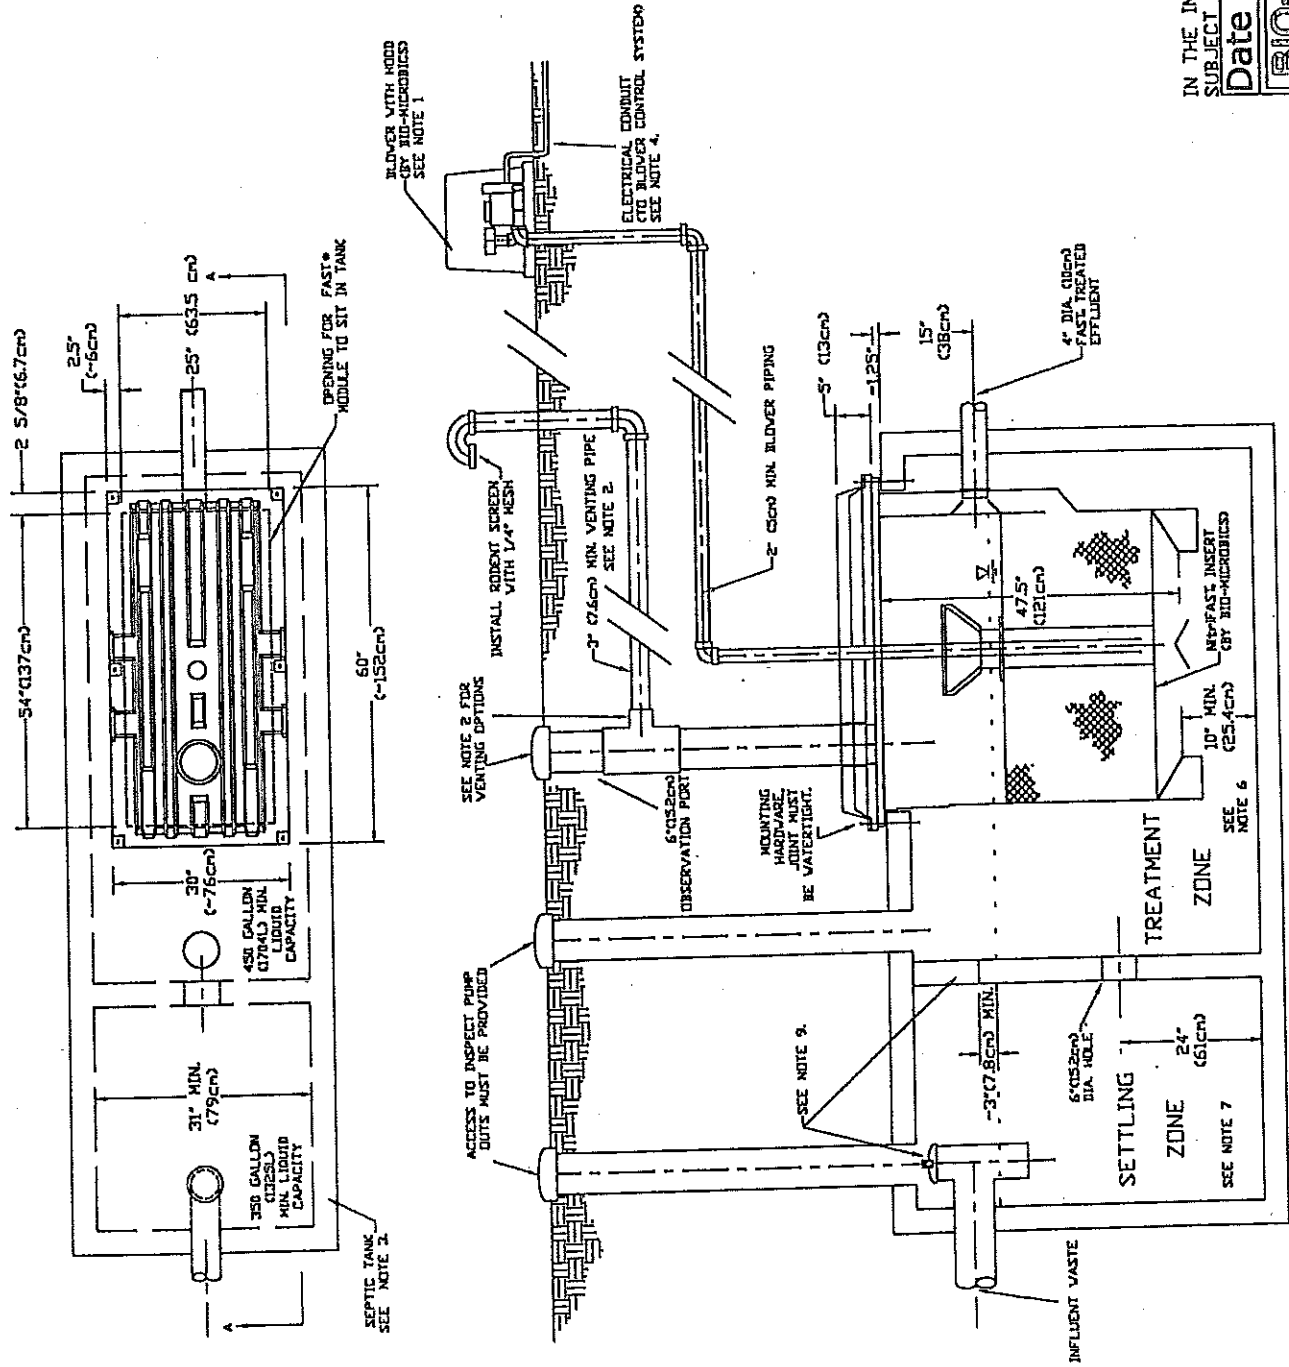 54"(137cm)
2 5/8"(6.7cm)
2.5"
(~6cm)
25" (63.5 cm)
A
OPENING FOR FAST®
MODULE TO SIT IN TANK
60"
(~152cm)
30"
(~76cm)
450 GALLON
(1704L) MIN.
LIQUID
CAPACITY
31" MIN.
(79cm)
350 GALLON
(1325L)
MIN. LIQUID
CAPACITY
A
SEPTIC TANK
SEE NOTE 3.
BLOWER WITH HOOD
(BY BIO-MICROBICS)
SEE NOTE 1
ELECTRICAL CONDUIT
(TO BLOWER CONTROL SYSTEM)
SEE NOTE 4.
INSTALL RODENT SCREEN
WITH 1/4" MESH
3" (7.6cm) MIN. VENTING PIPE
SEE NOTE 2.
2" (5cm) MIN. BLOWER PIPING
SEE NOTE 2 FOR
VENTING OPTIONS
6"(15.2cm)
OBSERVATION PORT
MOUNTING
HARDWARE.
JOINT MUST
BE WATERTIGHT.
ACCESS TO INSPECT PUMP
OUTS MUST BE PROVIDED
SEE NOTE 9.
5" (13cm)
~1.25"
15"
(38cm)
4" DIA. (10cm)
FAST TREATED
EFFLUENT
47.5"
(121cm)
NitriFAST INSERT
(BY BIO-MICROBICS)
10" MIN.
(25.4cm)
SEE
NOTE 6
TREATMENT
ZONE
~3"(7.8cm) MIN.
6"(15.2cm)
DIA. HOLE
24"
(61cm)
SETTLING
ZONE
SEE NOTE 7
INFLUENT WASTE
IN THE IN
SUBJECT
Date
BIO